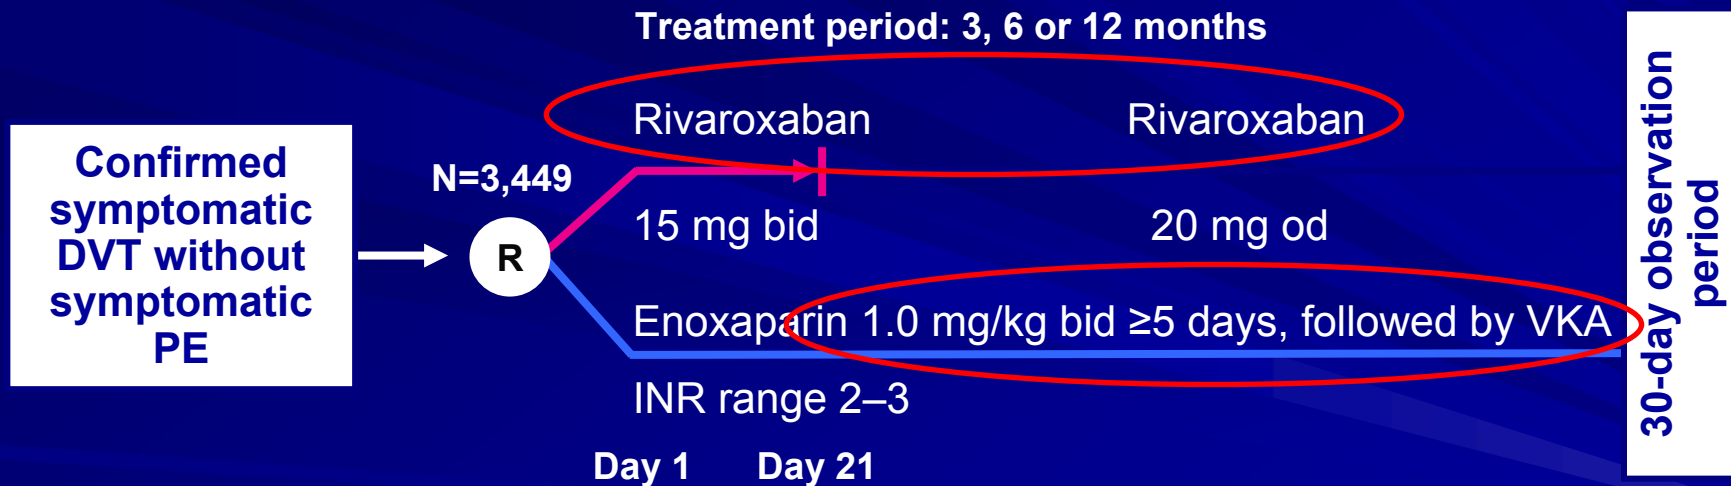 Treatment period: 3, 6 or 12 months
Confirmed
symptomatic
DVT without
symptomatic
PE
N=3,449
R
Rivaroxaban
Rivaroxaban
15 mg bid
20 mg od
Enoxaparin 1.0 mg/kg bid ≥5 days, followed by VKA
INR range 2–3
Day 1
Day 21
30-day observation
period